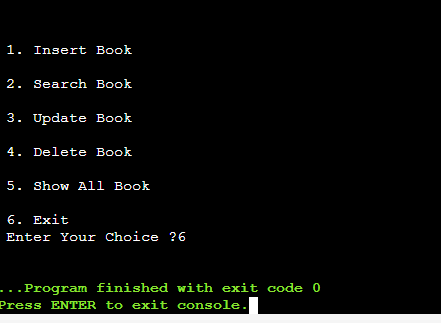 1. Insert Book
2. Search Book
3. Update Book
4. Delete Book
5. Show All Book
6. Exit
Enter Your Choice ?6
...Program finished with exit code 0
Press ENTER to exit console.